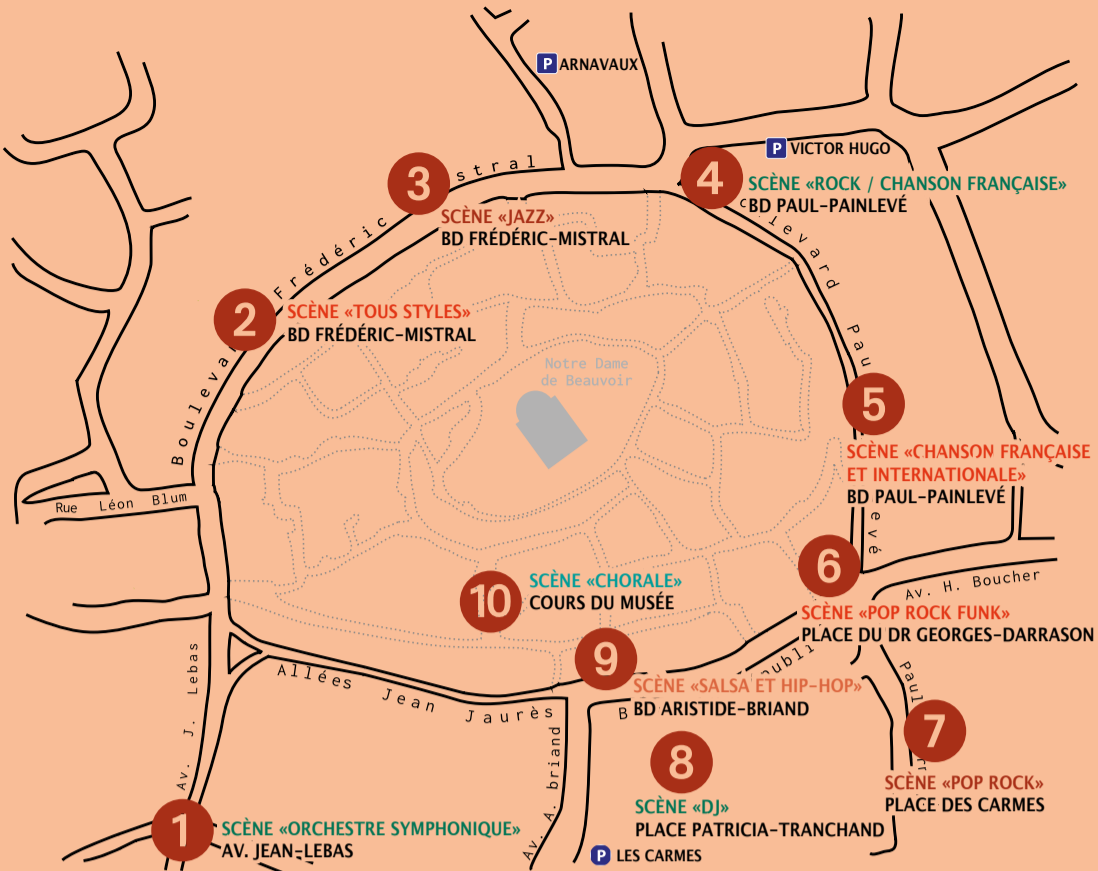 P ARNAVAUX
P VICTOR HUGO
3
Frédéric
stral
SCÈNE «JAZZ»
BD FRÉDÉRIC-MISTRAL
4
SCÈNE «ROCK / CHANSON FRANÇAISE»
BD PAUL-PAINLEVÉ
2
SCÈNE «TOUS STYLES»
BD FRÉDÉRIC-MISTRAL
Notre Dame
de Beauvoir
5
SCÈNE «CHANSON FRANÇAISE
ET INTERNATIONALE»
BD PAUL-PAINLEVÉ
Rue Léon Blum
6
Av. H. Boucher
SCÈNE «POP ROCK FUNK»
PLACE DU DR GEORGES-DARRASON
10
SCÈNE «CHORALE»
COURS DU MUSÉE
9
SCÈNE «SALSA ET HIP-HOP»
BD ARISTIDE-BRIAND
Allées Jean Jaurès
Av. J. Lebas
Av. A. briand
7
SCÈNE «POP ROCK»
PLACE DES CARMES
8
SCÈNE «DJ»
PLACE PATRICIA-TRANCHAND
1
SCÈNE «ORCHESTRE SYMPHONIQUE»
AV. JEAN-LEBAS
P LES CARMES